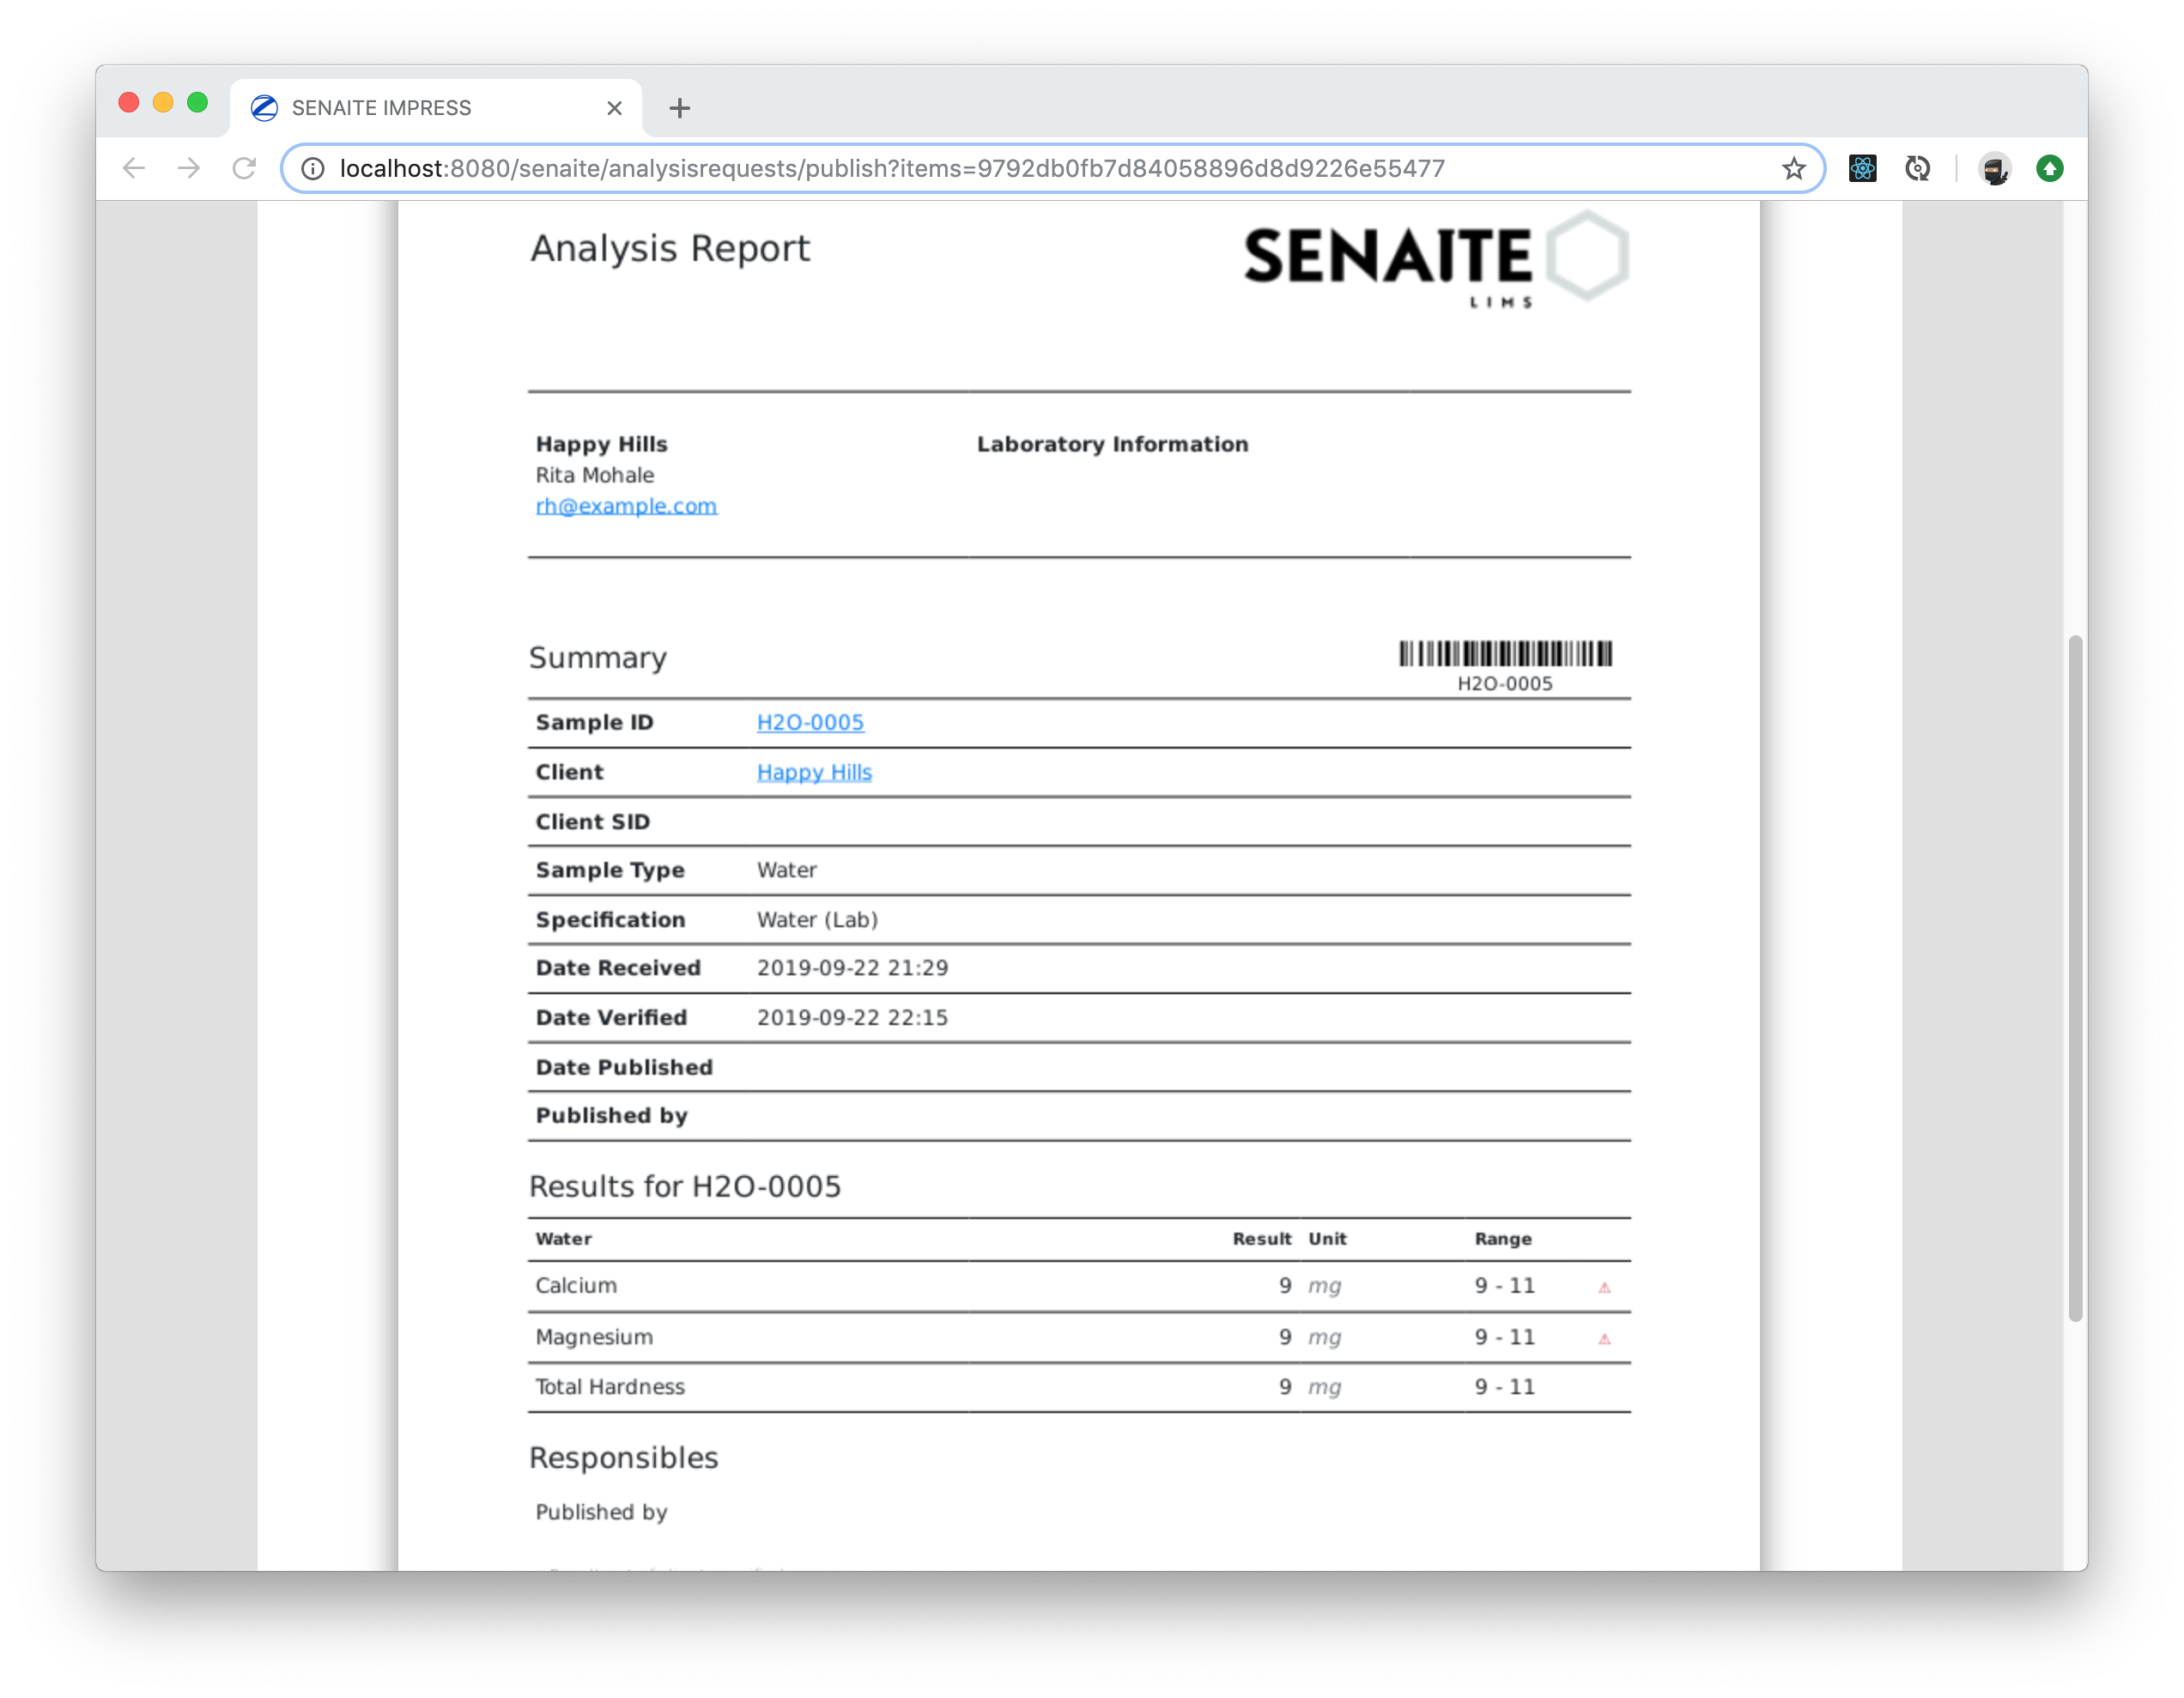 SENAITE IMPRESS
localhost:8080/senaite/analysisrequests/publish?items=9792db0fb7d84058896d8d9226e55477
Analysis Report
SENAITE
LIMS
Happy Hills Laboratory Information
Rita Mohale
rh@example.com
Summary
H2O-0005
Sample ID H2O-0005
Client Happy Hills
Client SID
Sample Type Water
Specification Water (Lab)
Date Received 2019-09-22 21:29
Date Verified 2019-09-22 22:15
Date Published
Published by
Results for H2O-0005
Water Result Unit Range
Calcium 9 mg 9 - 11
Magnesium 9 mg 9 - 11
Total Hardness 9 mg 9 - 11
Responsibles
Published by